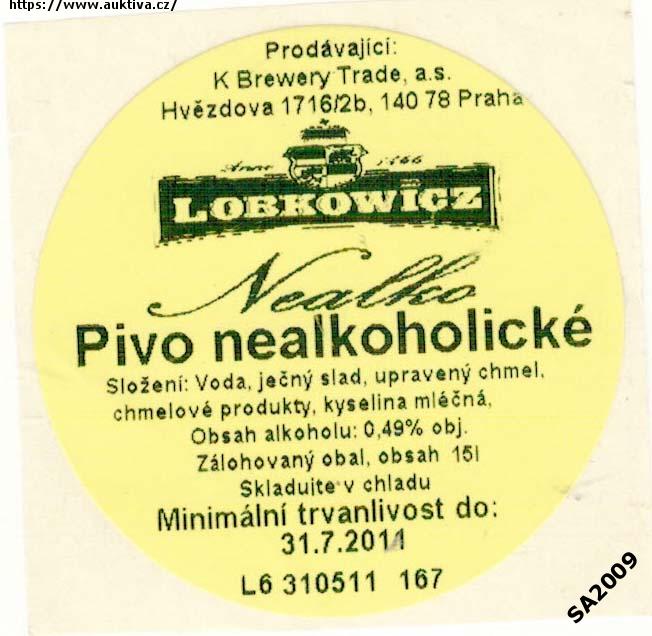 https://www.auktiva.cz/
Prodávající:
K Brewery Trade, a.s.
Hvězdova 1716/2b, 140 78 Praha
Anno 1466
LOBKOWICZ
Nealko
Pivo nealkoholické
Složení: Voda, ječný slad, upravený chmel,
chmelové produkty, kyselina mléčná,
Obsah alkoholu: 0,49% obj.
Zálohovaný obal, obsah 15l
Skladujte v chladu
Minimální trvanlivost do:
31.7.2011
L6 310511 167
SA2009